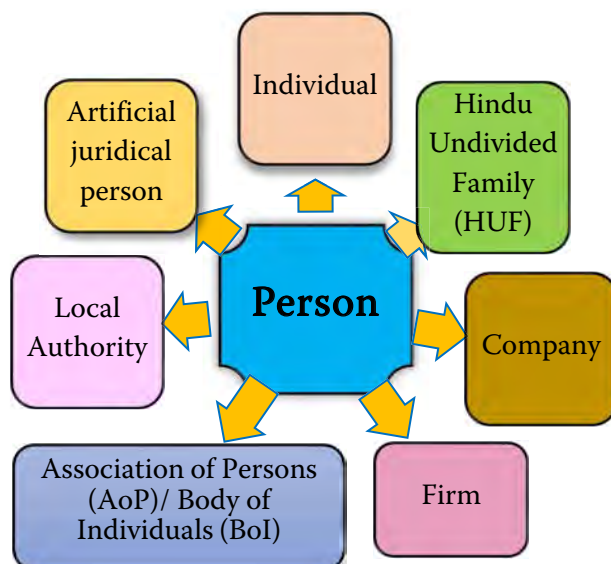 Individual
Hindu
Undivided
Family
(HUF)
Artificial
juridical
person
Person
Local
Authority
Company
Association of Persons
(AoP)/ Body of
Individuals (BoI)
Firm